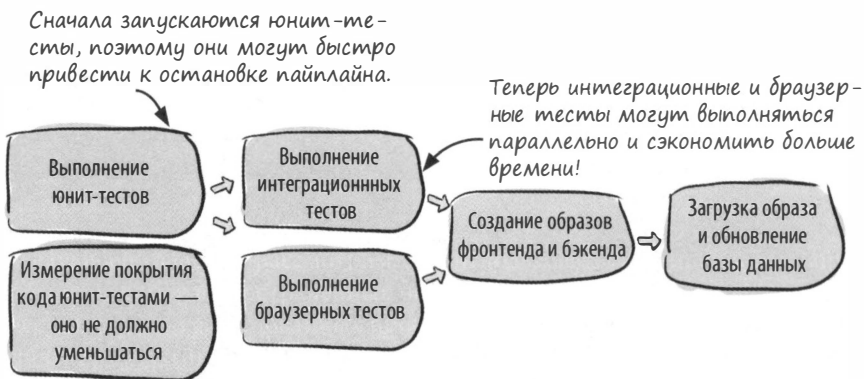 Сначала запускаются юнит-те-
сты, поэтому они могут быстро
привести к остановке пайплайна.
Теперь интеграционные и браузер-
ные тесты могут выполняться
параллельно и сэкономить больше
времени!
Выполнение
юнит-тестов
Выполнение
интеграционнных
тестов
Создание образов
фронтенда и бэкенда
Загрузка образа
и обновление
базы данных
Измерение покрытия
кода юнит-тестами —
оно не должно
уменьшаться
Выполнение
браузерных тестов